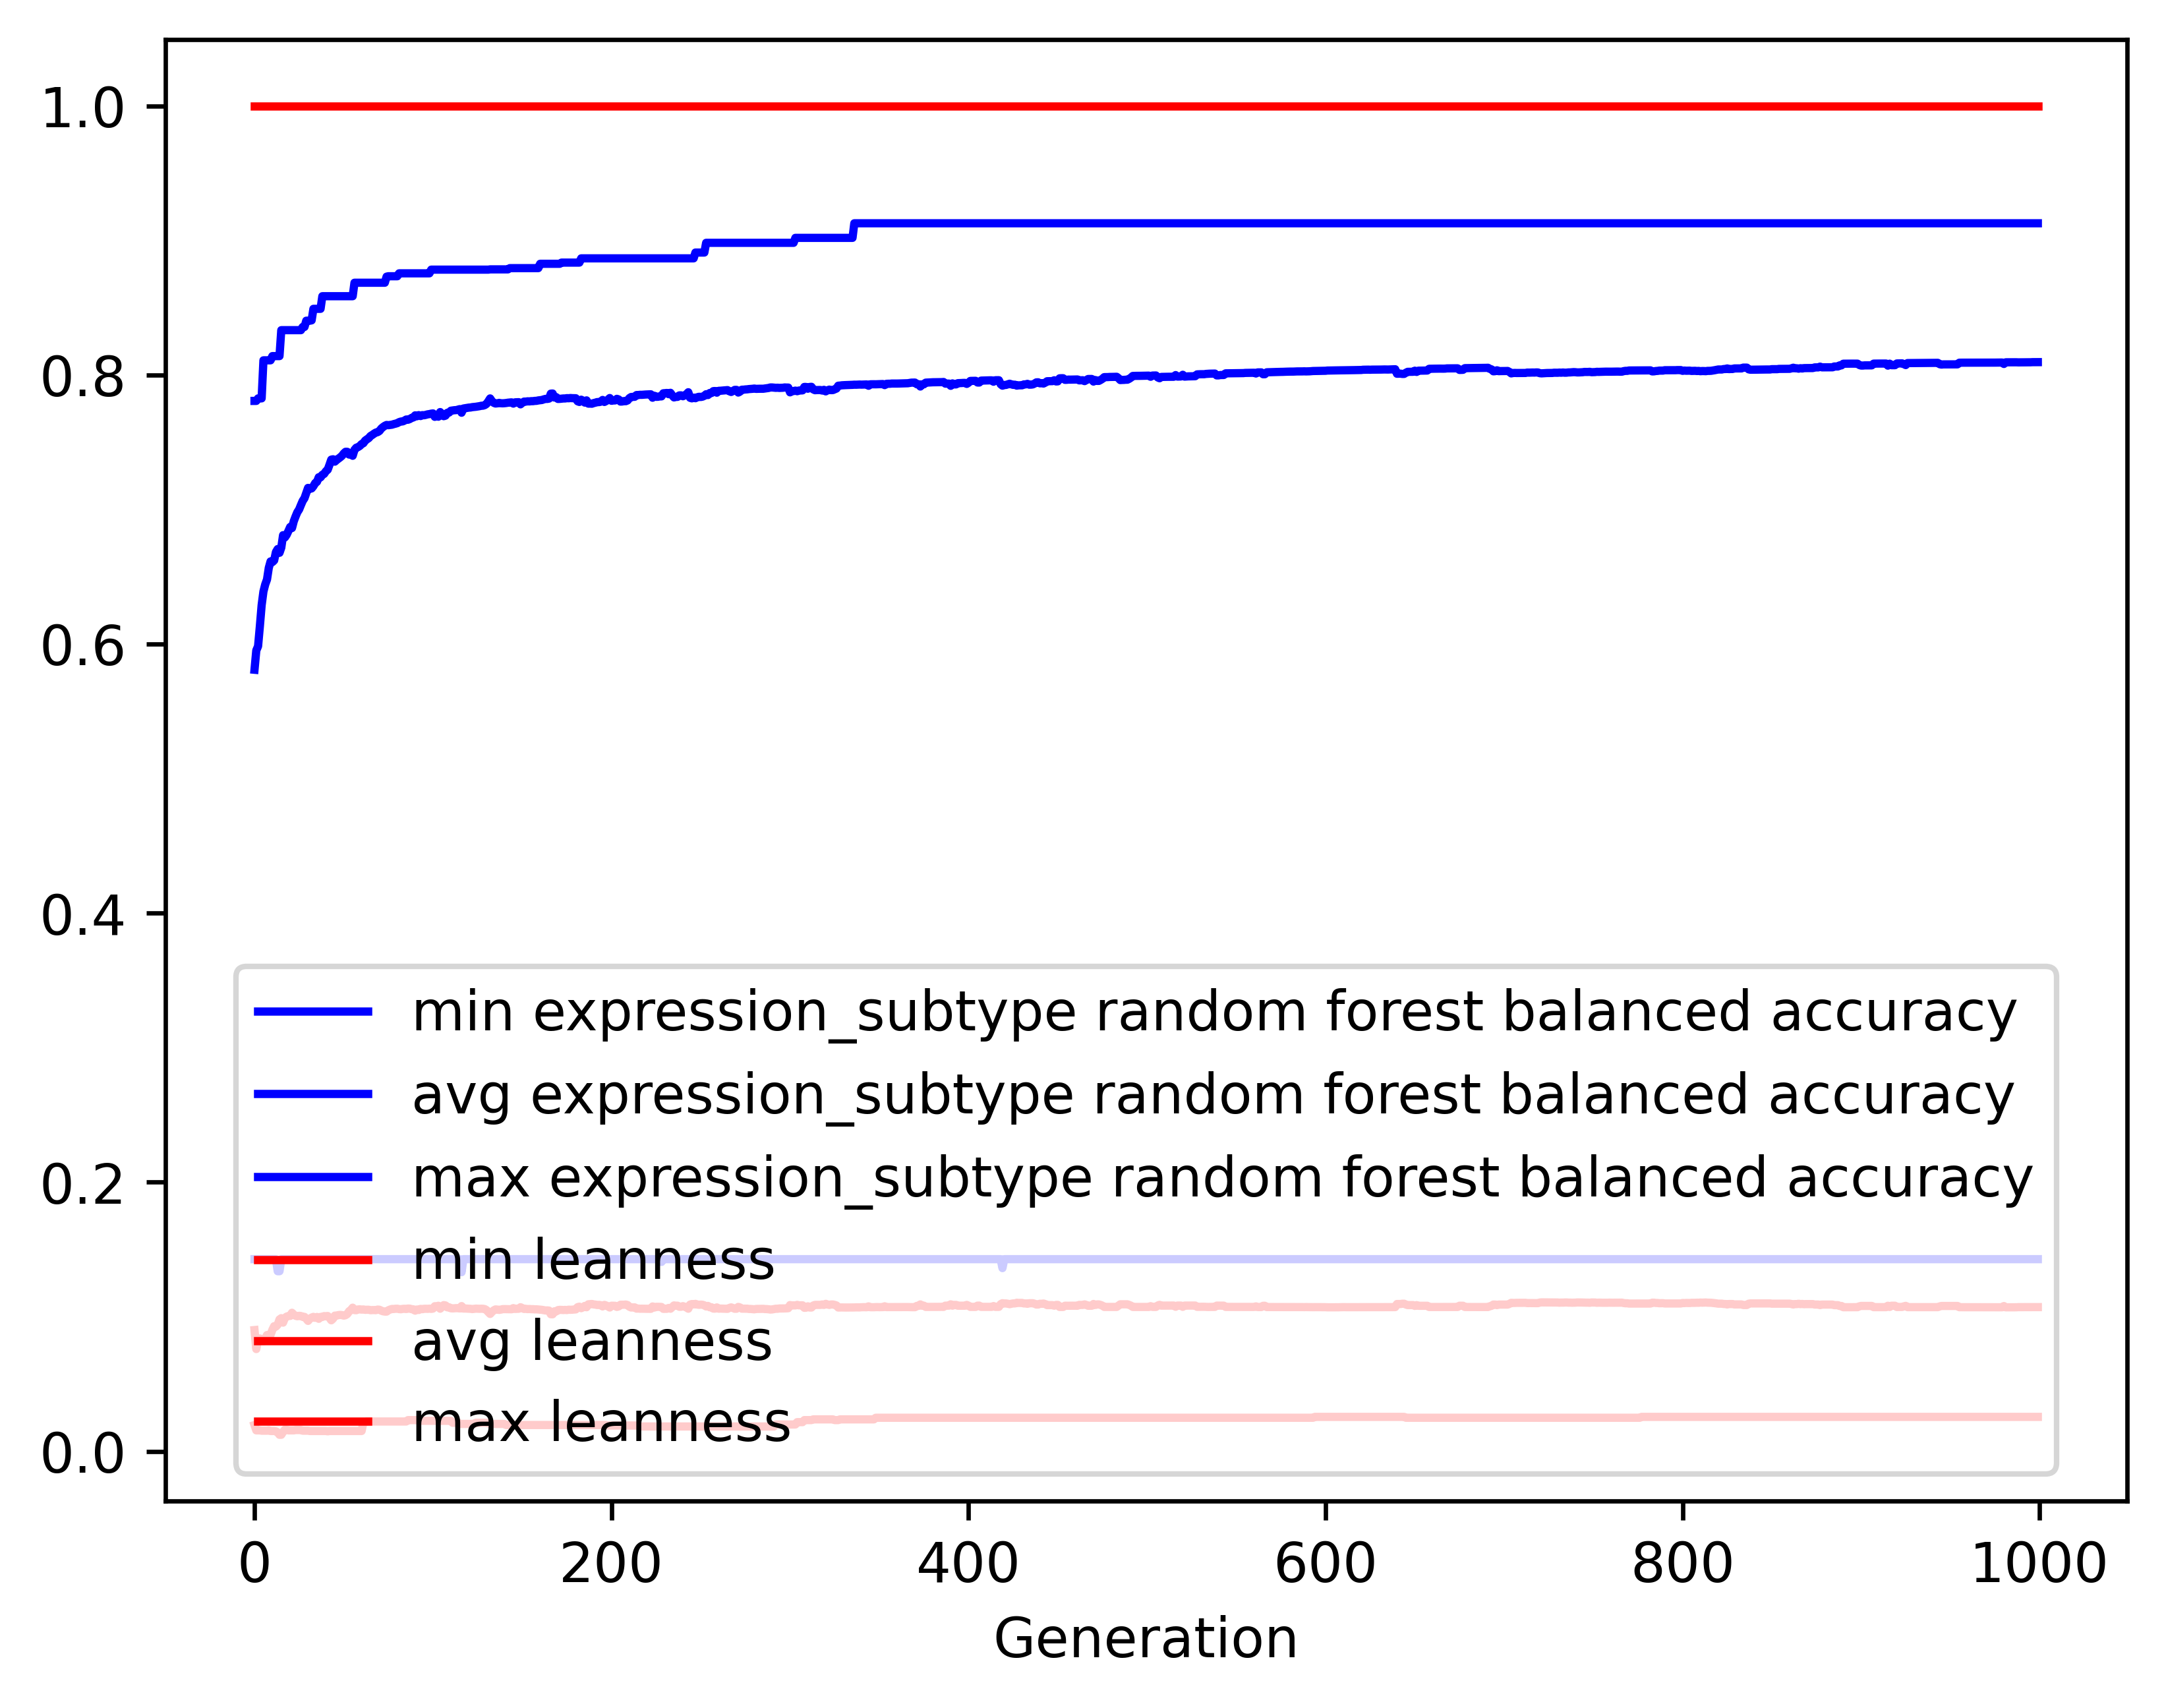 1.0
0.8
0.6
0.4
0.2
0.0
min expression_subtype random forest balanced accuracy
avg expression_subtype random forest balanced accuracy
max expression_subtype random forest balanced accuracy
min leanness
avg leanness
max leanness
0 200 400 600 800 1000
Generation